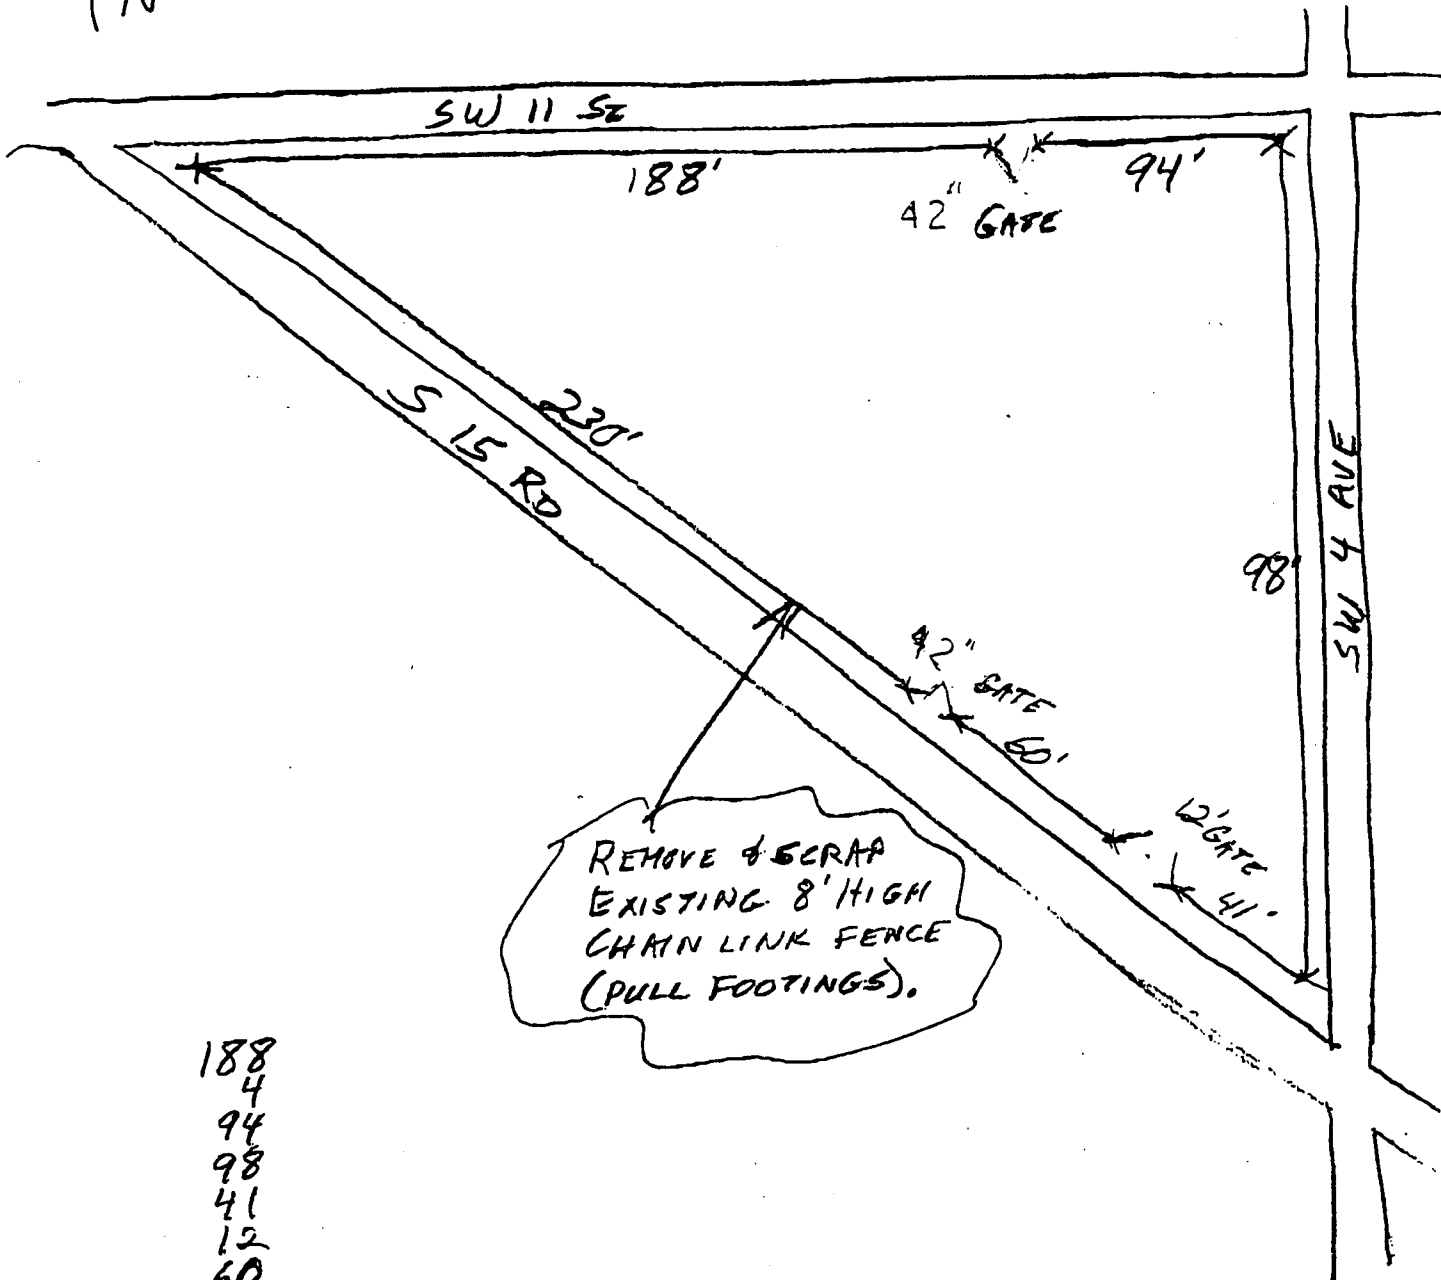 N
SW 11 St
188'
94'
42" GATE
230'
S 15 RD
SW 4 AVE
98'
42" GATE
60'
12' GATE
41'
REMOVE & SCRAP
EXISTING 8' HIGH
CHAIN LINK FENCE
(PULL FOOTINGS).
188
4
94
98
41
12
60